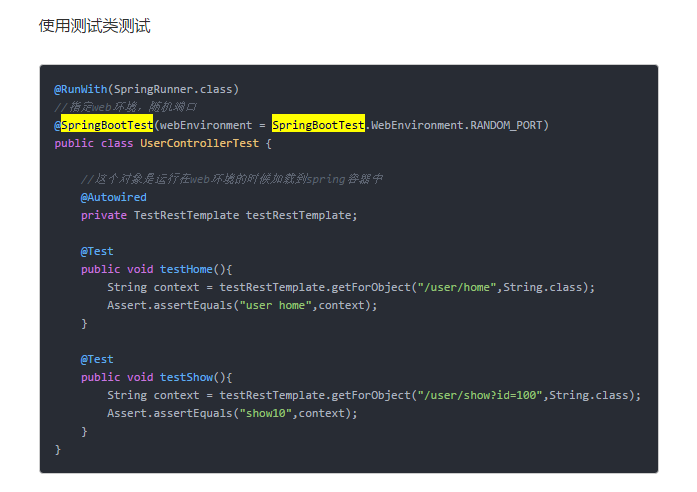 使用测试类测试
@RunWith(SpringRunner.class)
//指定web环境，随机端口
@SpringBootTest(webEnvironment = SpringBootTest.WebEnvironment.RANDOM_PORT)
public class UserControllerTest {
//这个对象是运行在web环境的时候加载到spring容器中
@Autowired
private TestRestTemplate testRestTemplate;
@Test
public void testHome(){
String context = testRestTemplate.getForObject("/user/home",String.class);
Assert.assertEquals("user home",context);
}
@Test
public void testShow(){
String context = testRestTemplate.getForObject("/user/show?id=100",String.class);
Assert.assertEquals("show10",context);
}
}